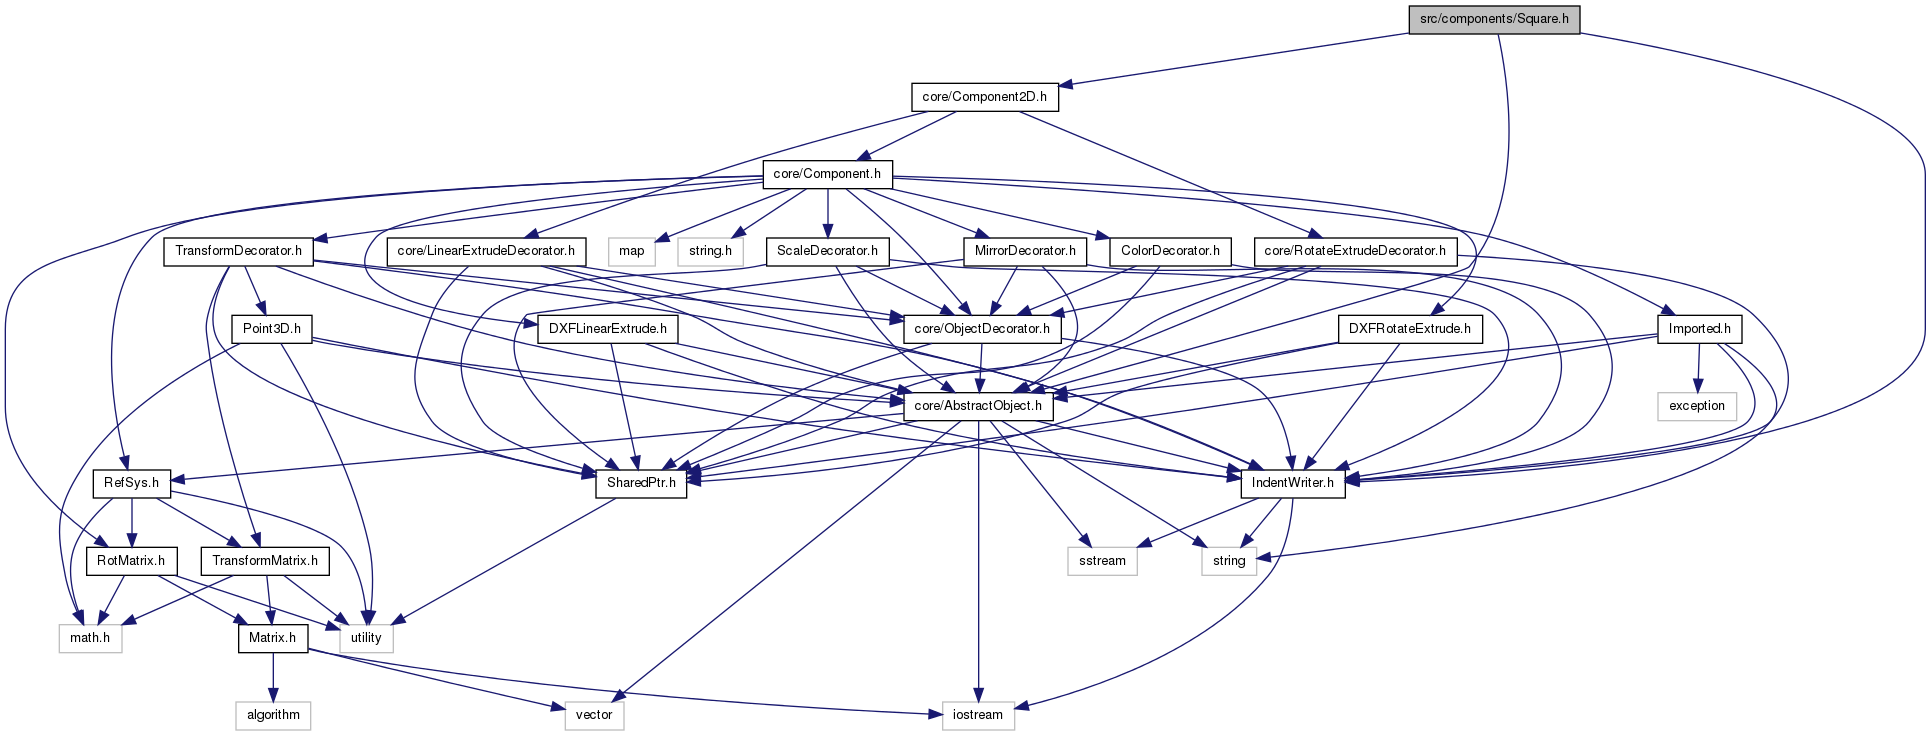 src/components/Square.h
core/Component2D.h
core/Component.h
TransformDecorator.h
core/LinearExtrudeDecorator.h
map
string.h
ScaleDecorator.h
MirrorDecorator.h
ColorDecorator.h
core/RotateExtrudeDecorator.h
Point3D.h
DXFLinearExtrude.h
core/ObjectDecorator.h
DXFRotateExtrude.h
Imported.h
core/AbstractObject.h
exception
RefSys.h
SharedPtr.h
IndentWriter.h
RotMatrix.h
TransformMatrix.h
sstream
string
math.h
Matrix.h
utility
algorithm
vector
iostream